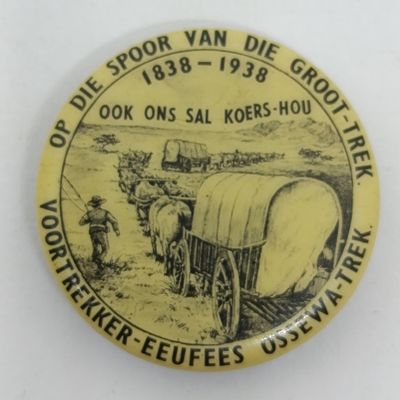 OP DIE SPOOR VAN DIE GROOT-TREK.
1838-1938
OOK ONS SAL KOERS-HOU
VOORTREKKER-EEUFEES OSSEWA-TREK.